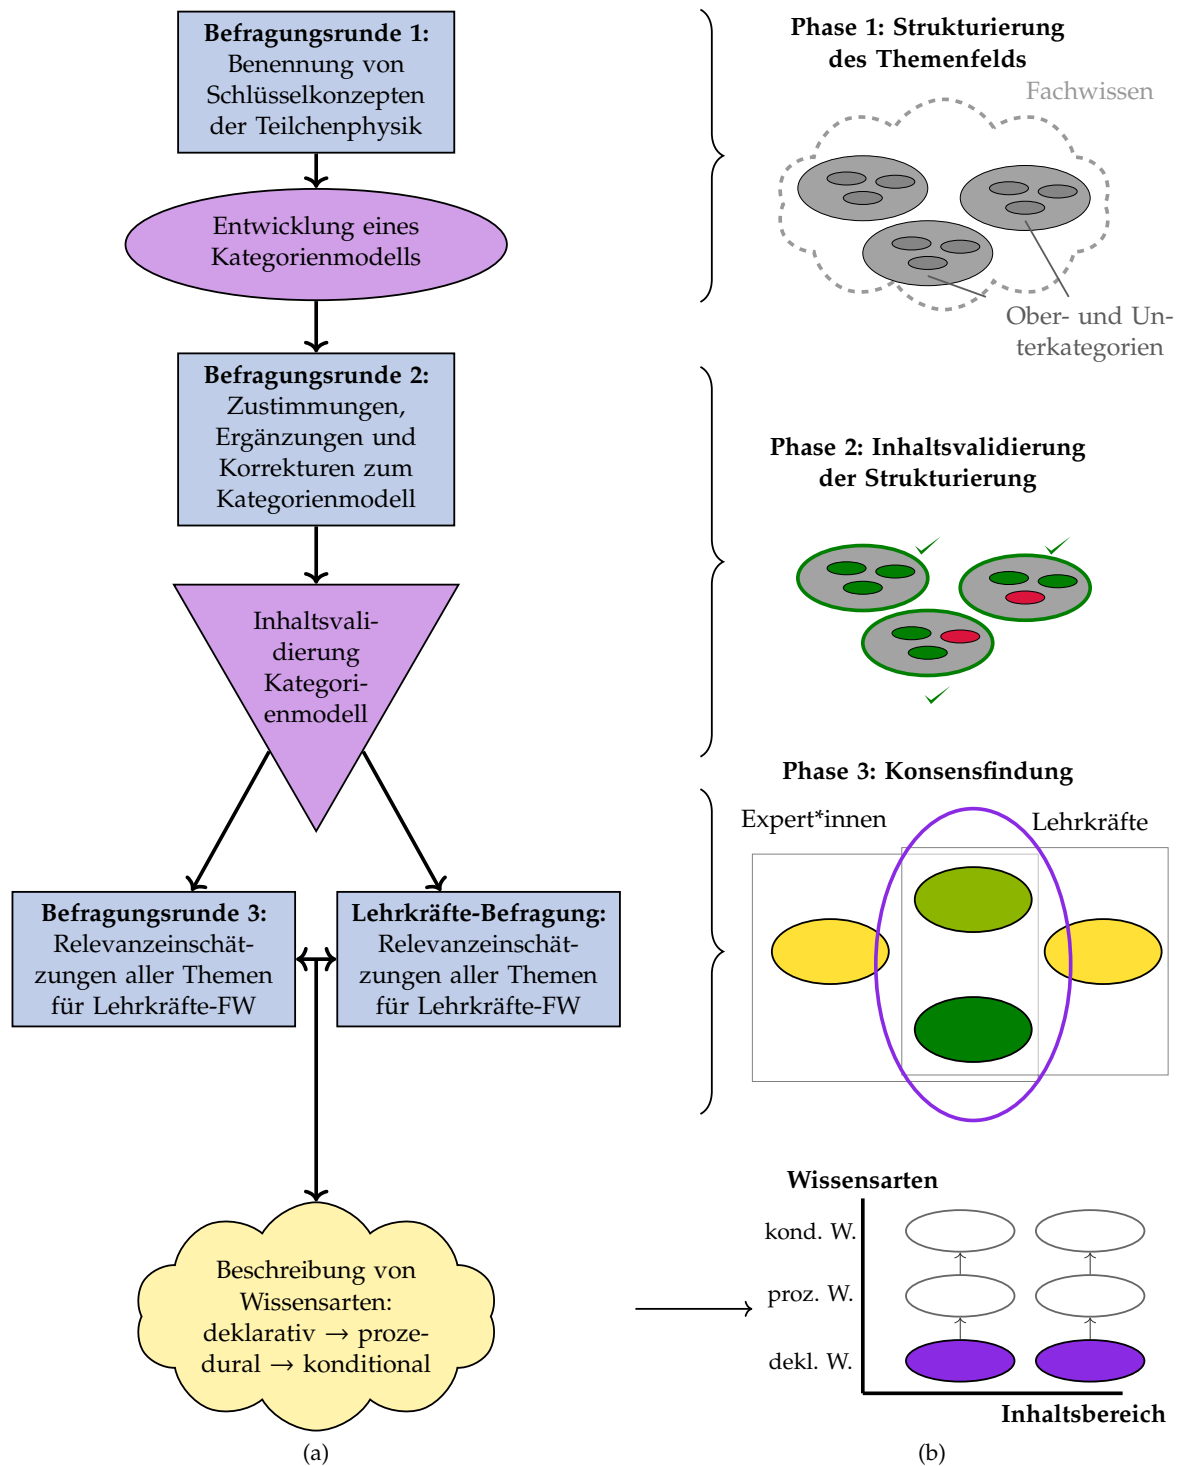 Befragungsrunde 1:
Benennung von
Schlüsselkonzepten
der Teilchenphysik
Entwicklung eines
Kategorienmodells
Befragungsrunde 2:
Zustimmungen,
Ergänzungen und
Korrekturen zum
Kategorienmodell
Inhaltsvali-
dierung
Kategori-
enmodell
Befragungsrunde 3:
Relevanzeinschät-
zungen aller Themen
für Lehrkräfte-FW
Lehrkräfte-Befragung:
Relevanzeinschät-
zungen aller Themen
für Lehrkräfte-FW
Beschreibung von
Wissensarten:
deklarativ → proze-
dural → konditional
(a)
Phase 1: Strukturierung
des Themenfelds
Fachwissen
Ober- und Un-
terkategorien
Phase 2: Inhaltsvalidierung
der Strukturierung
Phase 3: Konsensfindung
Expert*innen
Lehrkräfte
Wissensarten
kond. W.
proz. W.
dekl. W.
Inhaltsbereich
(b)